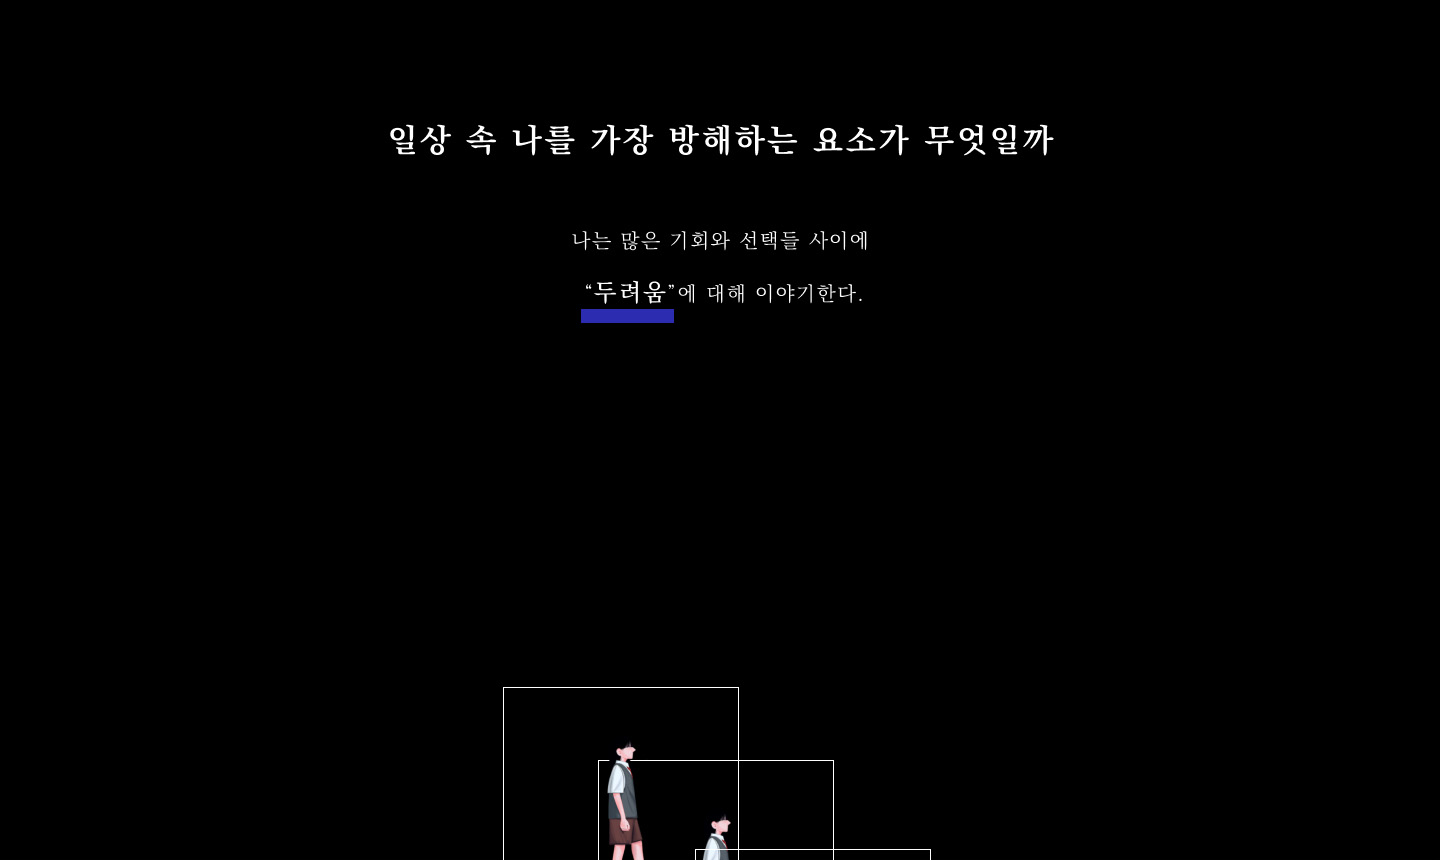 일상 속 나를 가장 방해하는 요소가 무엇일까
나는 많은 기회와 선택들 사이에
“두려움”에 대해 이야기한다.